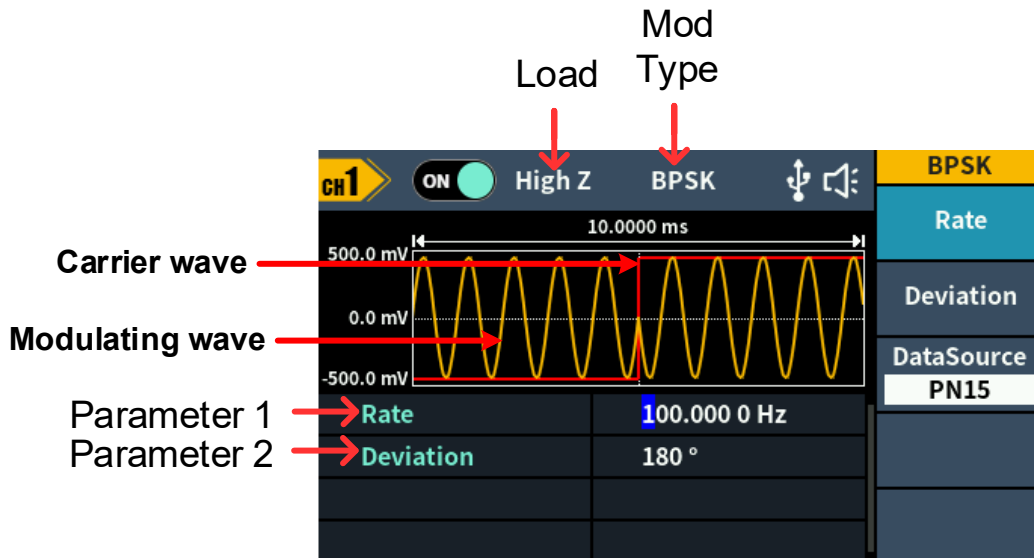 Mod
Type
Load
CH1 ON High Z BPSK
BPSK
Rate
Deviation
DataSource
PN15
10.0000 ms
500.0 mV
0.0 mV
-500.0 mV
Carrier wave
Modulating wave
Parameter 1
Rate 100.000 0 Hz
Parameter 2
Deviation 180 °